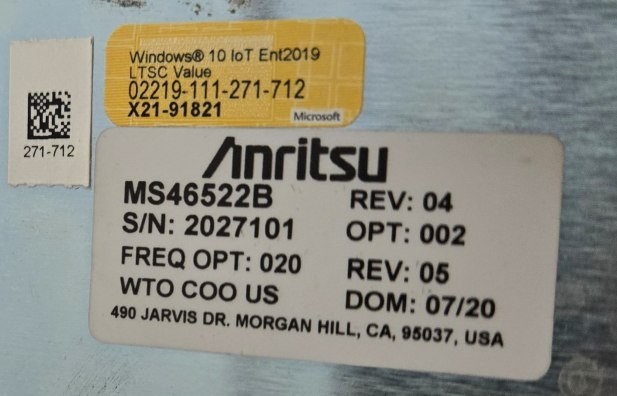 Windows® 10 IoT Ent2019
LTSC Value
02219-111-271-712
X21-91821
Microsoft
271-712
Anritsu
MS46522B REV: 04
S/N: 2027101 OPT: 002
FREQ OPT: 020 REV: 05
WTO COO US DOM: 07/20
490 JARVIS DR. MORGAN HILL, CA, 95037, USA